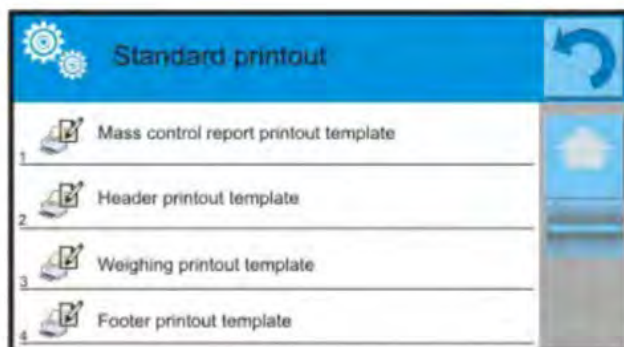 Standard printout
1 Mass control report printout template
2 Header printout template
3 Weighing printout template
4 Footer printout template